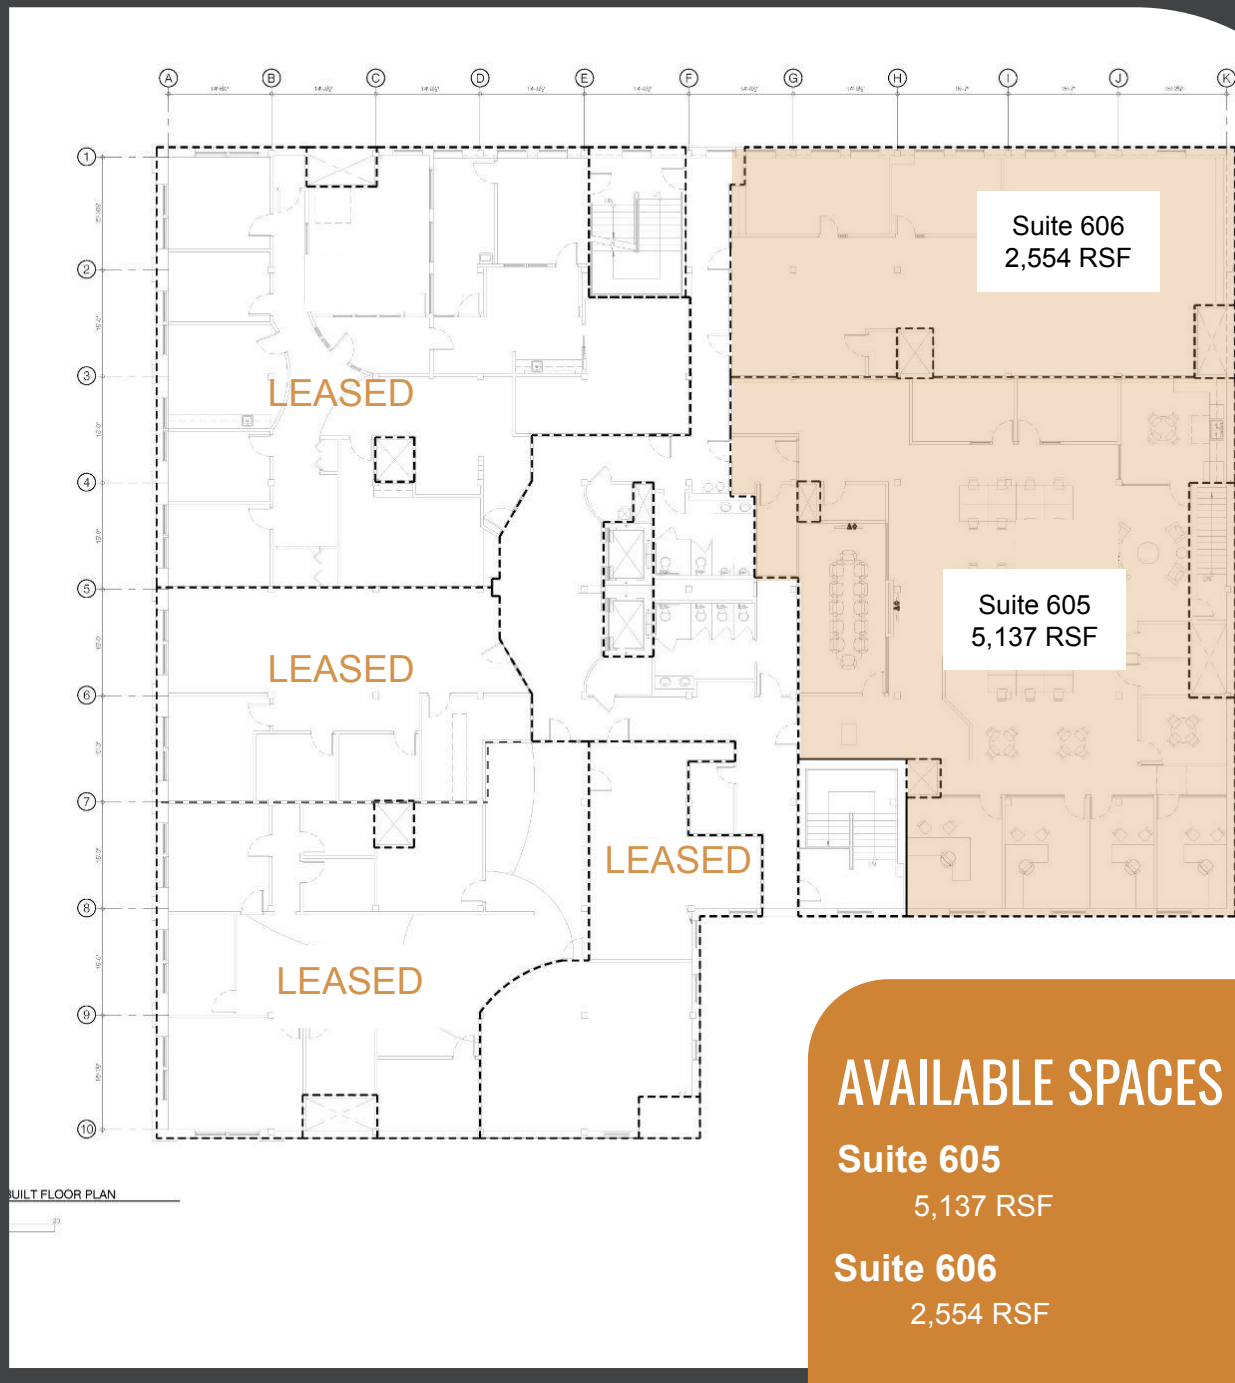 A B C D E F G H I J K
1
2
3
4
5
6
7
8
9
10
Suite 606
2,554 RSF
LEASED
Suite 605
5,137 RSF
LEASED
LEASED
LEASED
UILT FLOOR PLAN
AVAILABLE SPACES
Suite 605
5,137 RSF
Suite 606
2,554 RSF